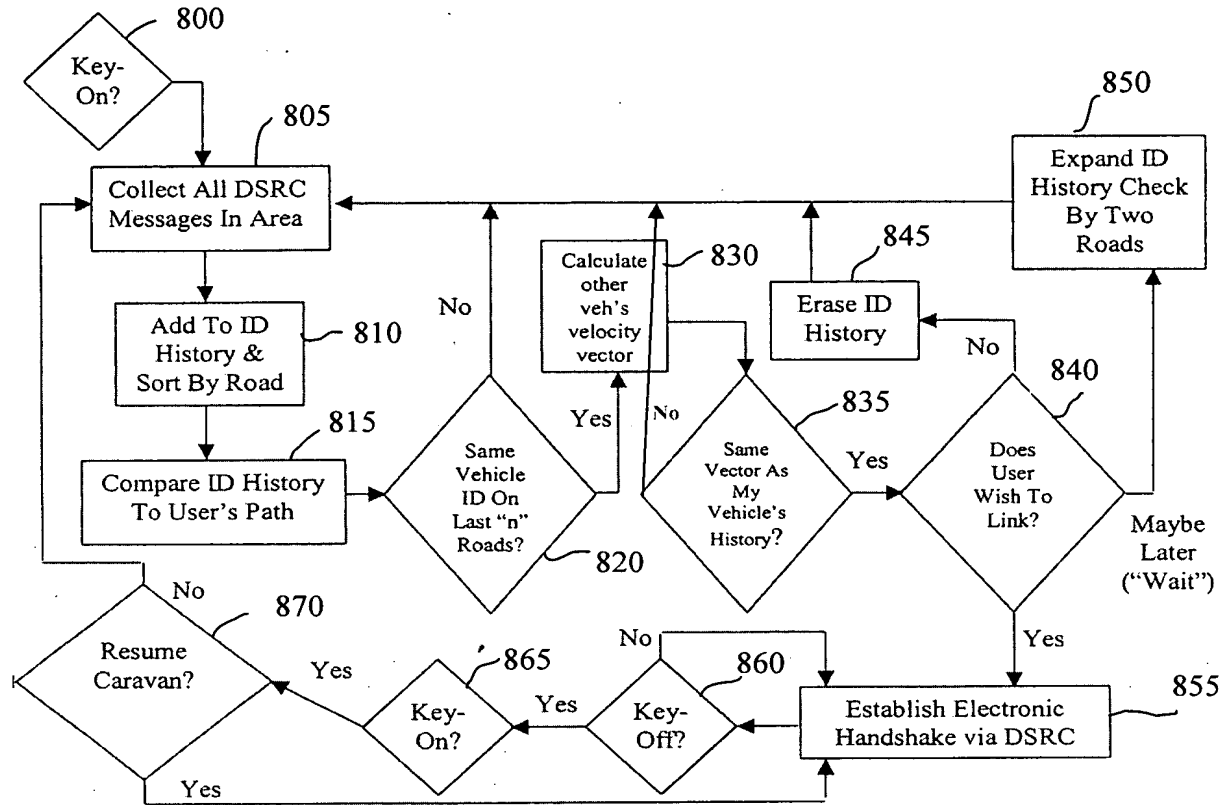 800
Key-
On?
805
Collect All DSRC
Messages In Area
850
Expand ID
History Check
By Two
Roads
830
Calculate
other
veh's
velocity
vector
845
Erase ID
History
No
Add To ID
History &
Sort By Road
810
815
Compare ID History
To User's Path
Same
Vehicle
ID On
Last “n”
Roads?
820
Yes
No
835
Same
Vector As
My
Vehicle's
History?
Yes
No
840
Does
User
Wish To
Link?
Maybe
Later
(“Wait”)
Yes
No
870
Resume
Caravan?
Yes
865
Key-
On?
Yes
No
860
Key-
Off?
855
Establish Electronic
Handshake via DSRC
Yes